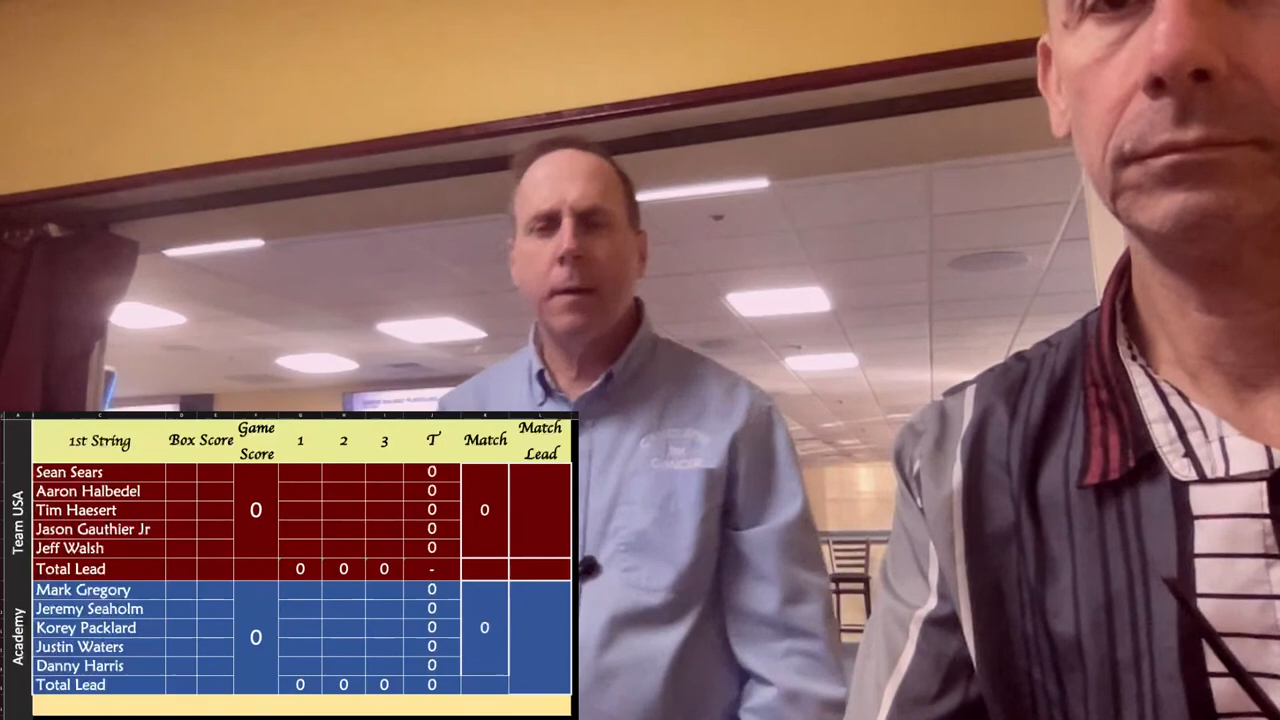 A C D E F G H I J K L
1st String Box Score Game Score 1 2 3 T Match Match Lead
Team USA
Sean Sears 0
Aaron Halbedel 0
Tim Haesert 0 0 0
Jason Gauthier Jr 0
Jeff Walsh 0
Total Lead 0 0 0 -
Academy
Mark Gregory 0
Jeremy Seaholm 0
Korey Packlard 0 0 0
Justin Waters 0
Danny Harris 0
Total Lead 0 0 0 0